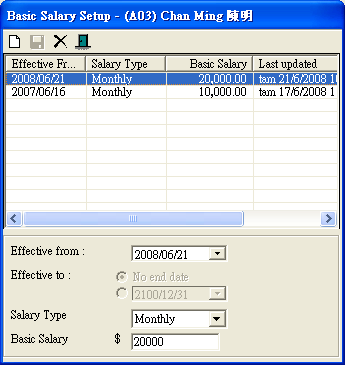 Basic Salary Setup - (A03) Chan Ming 陳明
Effective Fr... Salary Type Basic Salary Last updated
2008/06/21 Monthly 20,000.00 tam 21/6/2008 10
2007/06/16 Monthly 10,000.00 tam 17/6/2008 1
Effective from : 2008/06/21
Effective to : No end date
2100/12/31
Salary Type Monthly
Basic Salary $ 20000